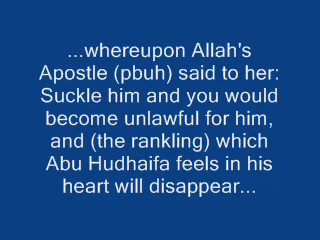 ...whereupon Allah's
Apostle (pbuh) said to her:
Suckle him and you would
become unlawful for him,
and (the rankling) which
Abu Hudhaifa feels in his
heart will disappear...